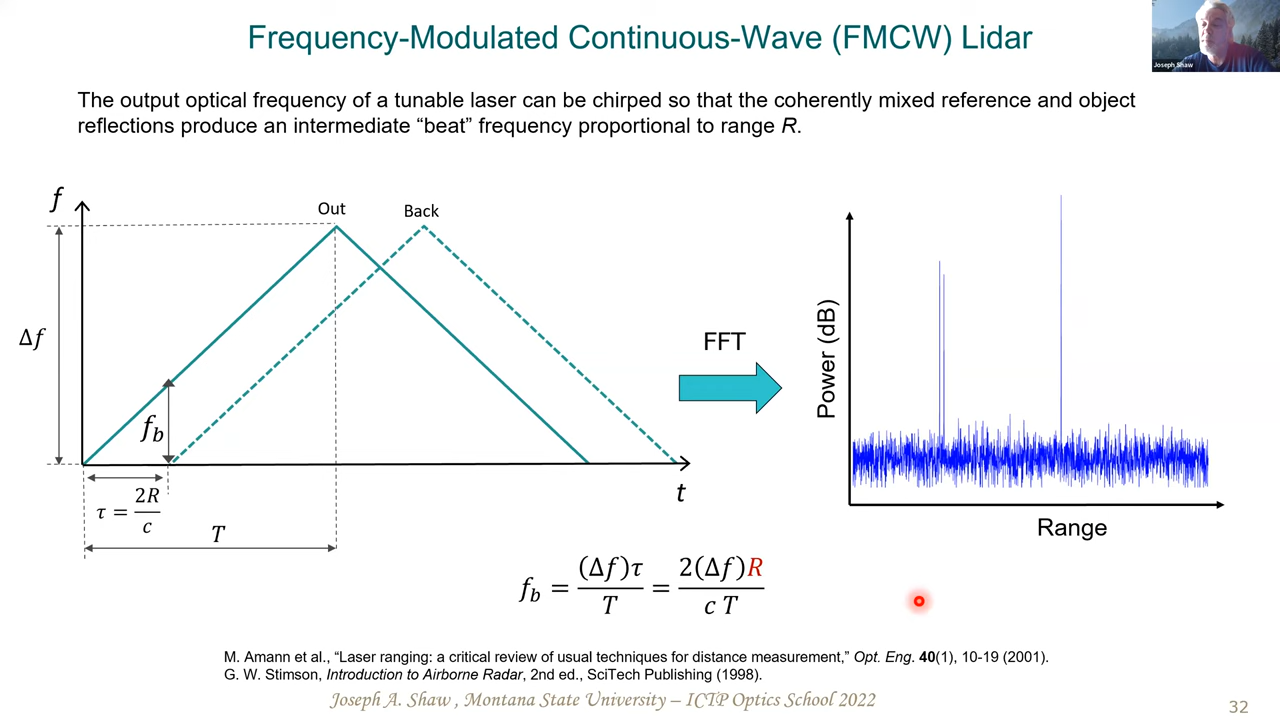 Frequency-Modulated Continuous-Wave (FMCW) Lidar
Joseph Shaw
The output optical frequency of a tunable laser can be chirped so that the coherently mixed reference and object
reflections produce an intermediate “beat” frequency proportional to range R.
f
Out
Back
Δf
f_b
τ = 2R/c
T
t
FFT
Power (dB)
Range
f_b = (Δf)τ/T = 2(Δf)R/c T
M. Amann et al., “Laser ranging: a critical review of usual techniques for distance measurement,” Opt. Eng. 40(1), 10-19 (2001).
G. W. Stimson, Introduction to Airborne Radar, 2nd ed., SciTech Publishing (1998).
Joseph A. Shaw , Montana State University – ICTP Optics School 2022
32